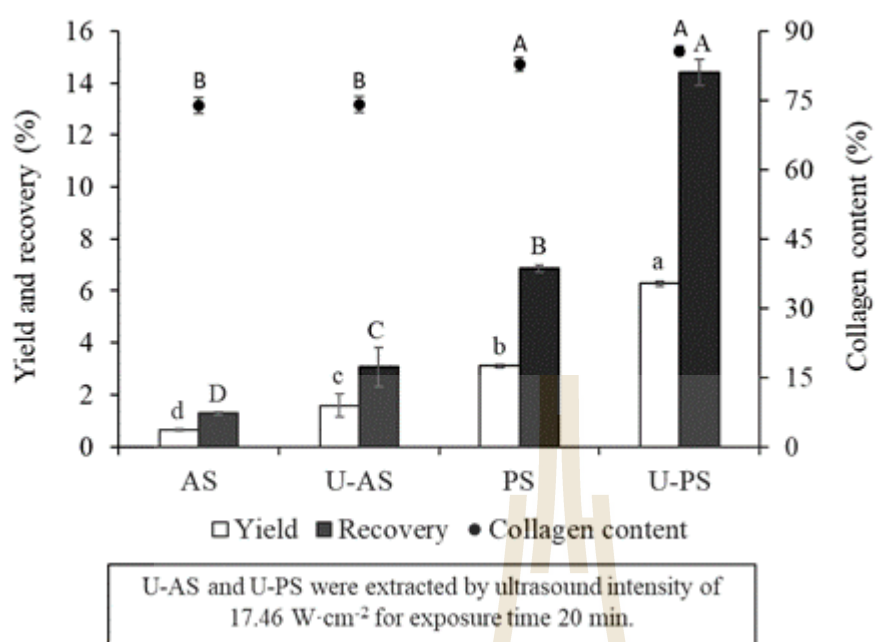 16
14
12
10
8
6
4
2
0
Yield and recovery (%)
90
75
60
45
30
15
0
Collagen content (%)
B
B
A
A
A
d
D
c
C
b
B
a
AS
U-AS
PS
U-PS
Yield
Recovery
Collagen content
U-AS and U-PS were extracted by ultrasound intensity of
17.46 W·cm⁻² for exposure time 20 min.